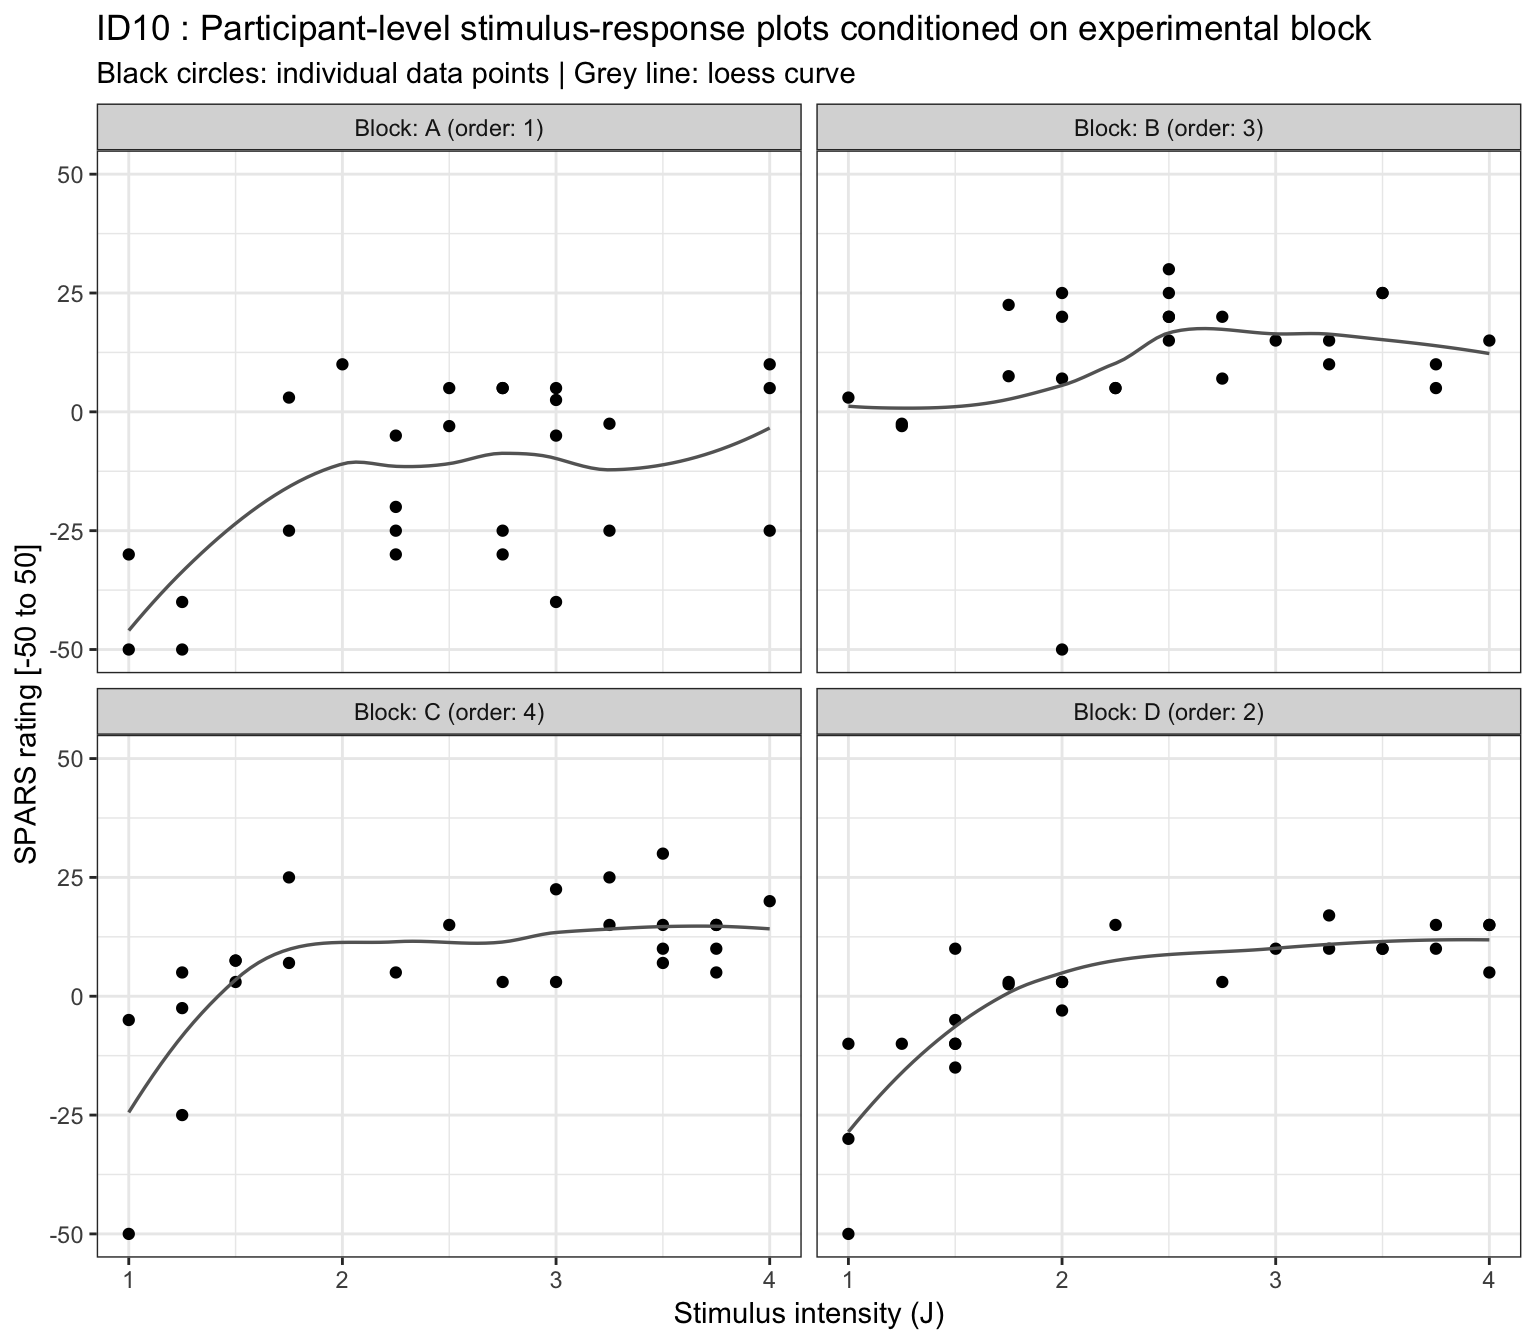 ID10 : Participant-level stimulus-response plots conditioned on experimental block
Black circles: individual data points | Grey line: loess curve
Block: A (order: 1)
Block: B (order: 3)
50
25
0
-25
-50
Block: C (order: 4)
Block: D (order: 2)
50
25
0
-25
-50
SPARS rating [-50 to 50]
1 2 3 4
1 2 3 4
Stimulus intensity (J)